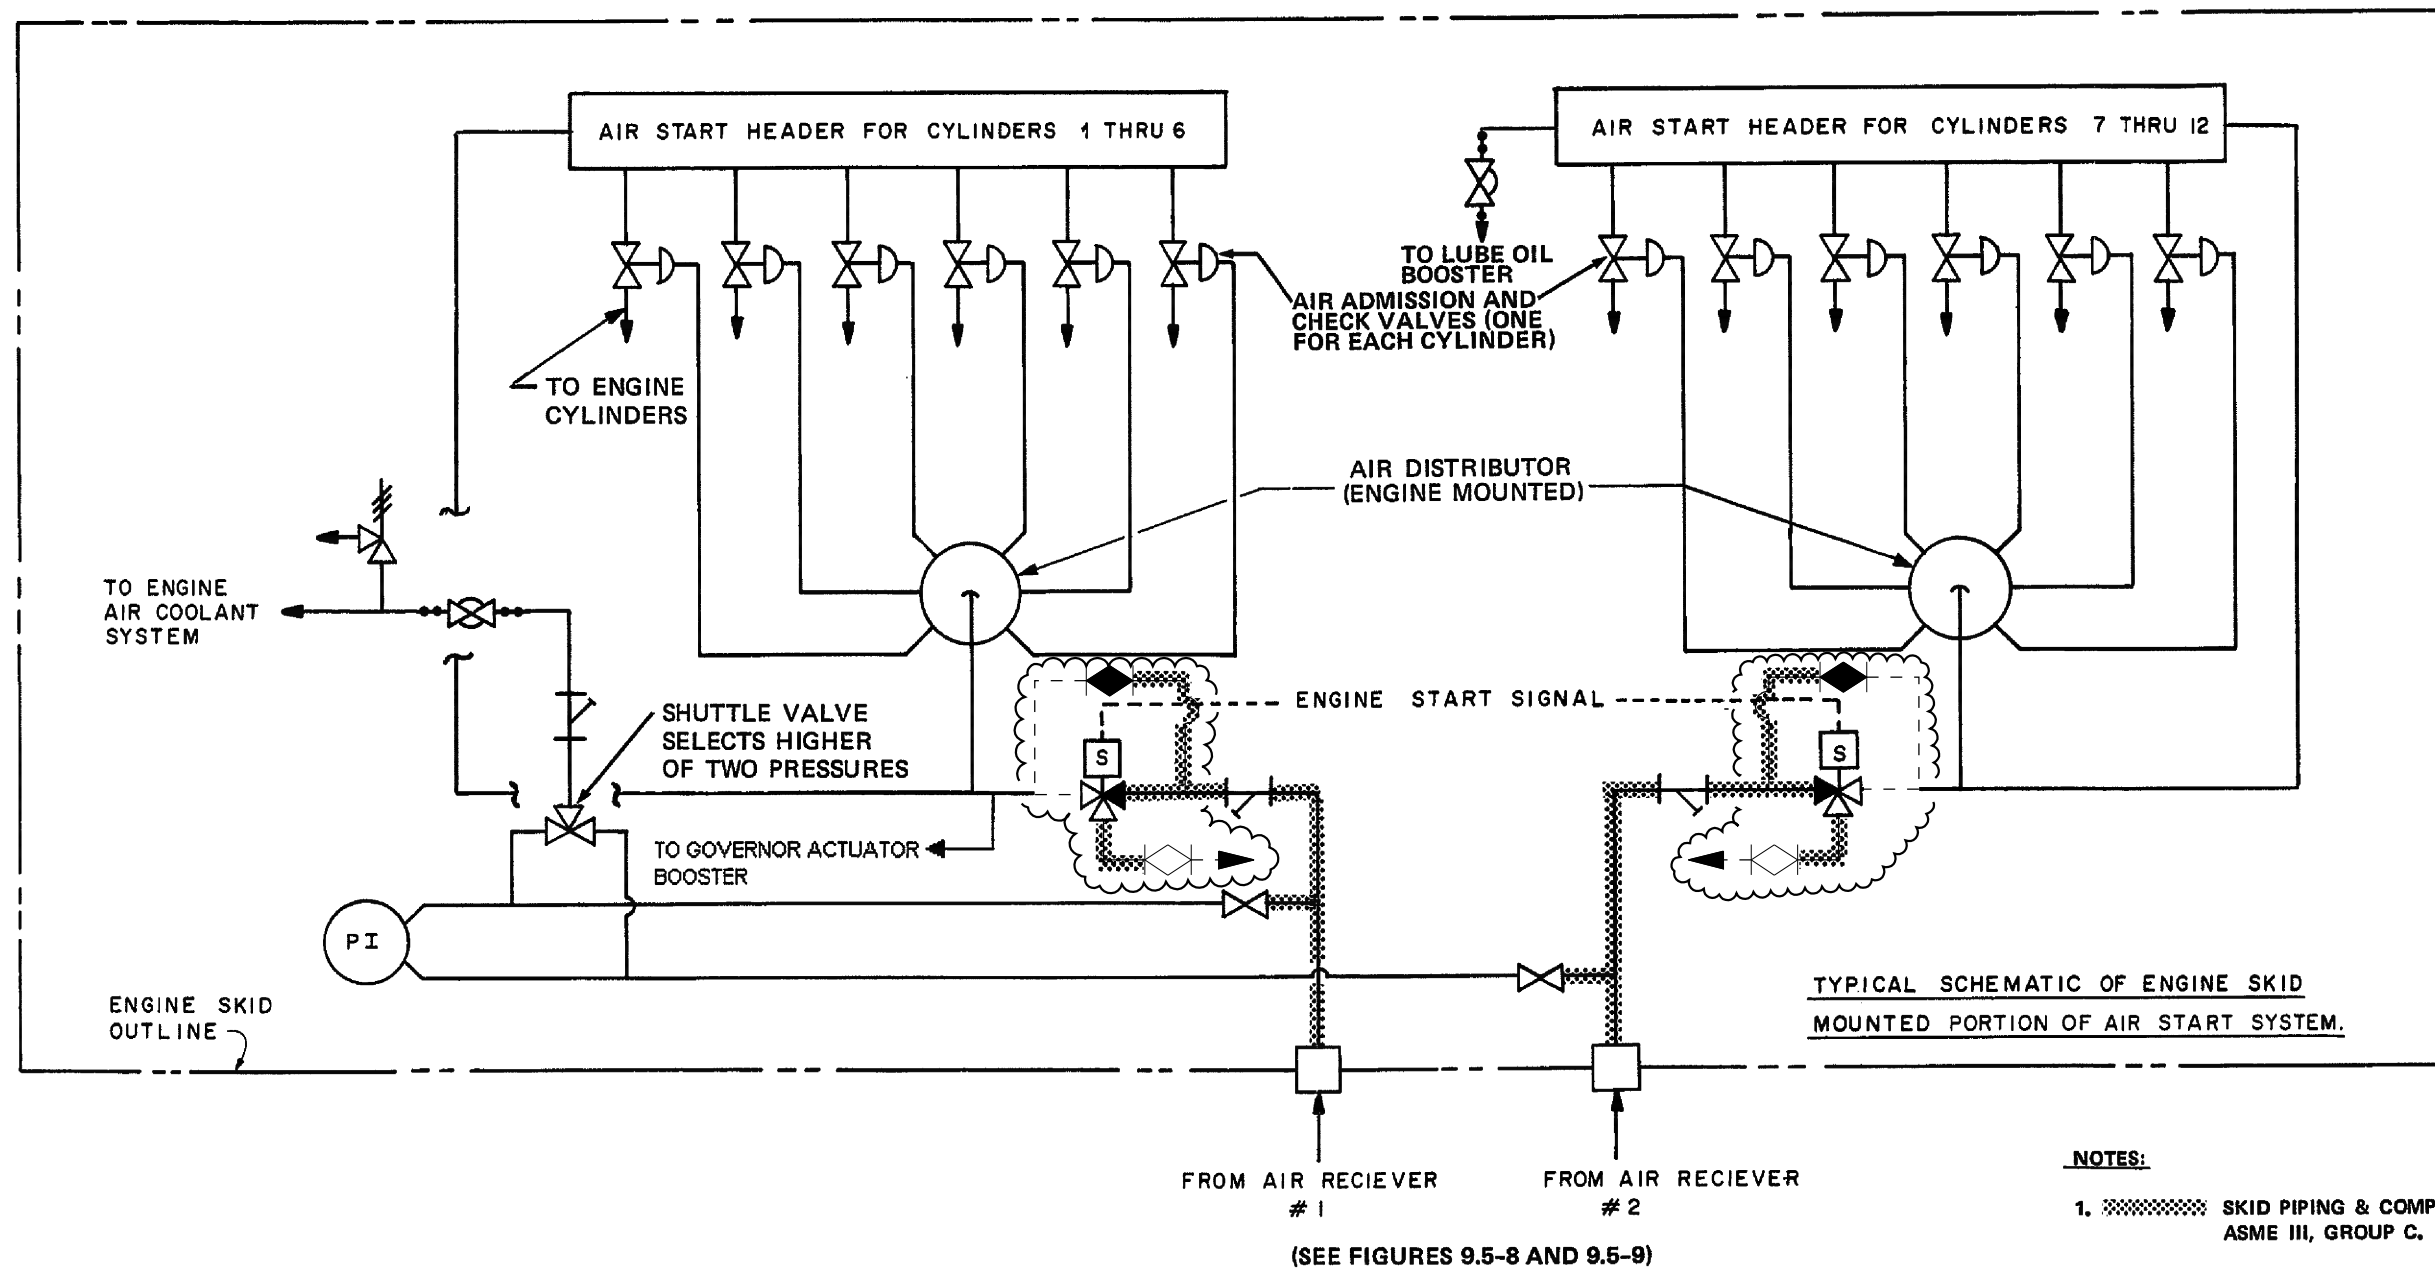 AIR START HEADER FOR CYLINDERS 1 THRU 6
AIR START HEADER FOR CYLINDERS 7 THRU 12
TO LUBE OIL
BOOSTER
AIR ADMISSION AND
CHECK VALVES (ONE
FOR EACH CYLINDER)
TO ENGINE
CYLINDERS
AIR DISTRIBUTOR
(ENGINE MOUNTED)
TO ENGINE
AIR COOLANT
SYSTEM
ENGINE START SIGNAL
SHUTTLE VALVE
SELECTS HIGHER
OF TWO PRESSURES
S
S
TO GOVERNOR ACTUATOR
BOOSTER
PI
ENGINE SKID
OUTLINE
TYPICAL SCHEMATIC OF ENGINE SKID
MOUNTED PORTION OF AIR START SYSTEM.
FROM AIR RECIEVER
# 1
FROM AIR RECIEVER
# 2
(SEE FIGURES 9.5-8 AND 9.5-9)
NOTES:
1. SKID PIPING & COMP
ASME III, GROUP C.